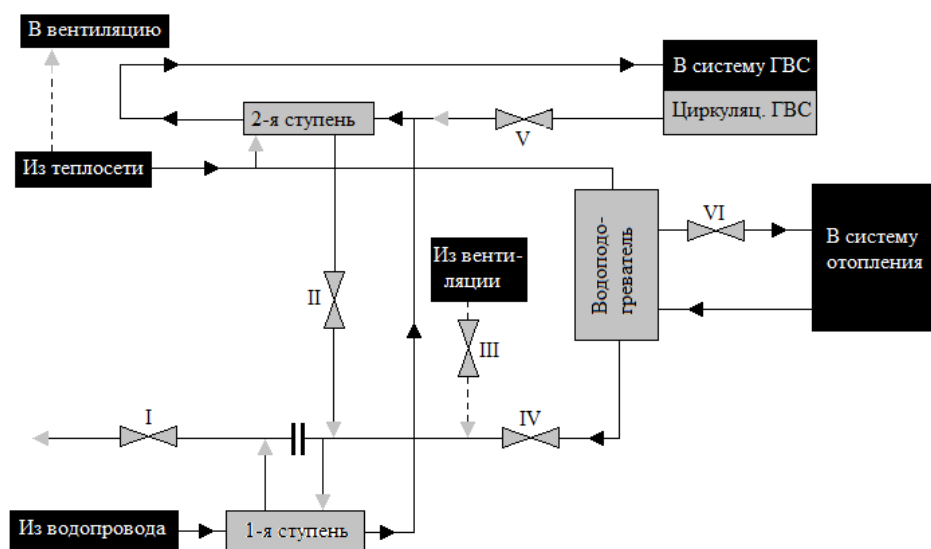 В вентиляцию
В систему ГВС
Циркуляц. ГВС
2-я ступень
V
Из теплосети
VI
В систему
отопления
Водоподо-
греватель
Из венти-
ляции
II
III
I
IV
Из водопровода
1-я ступень